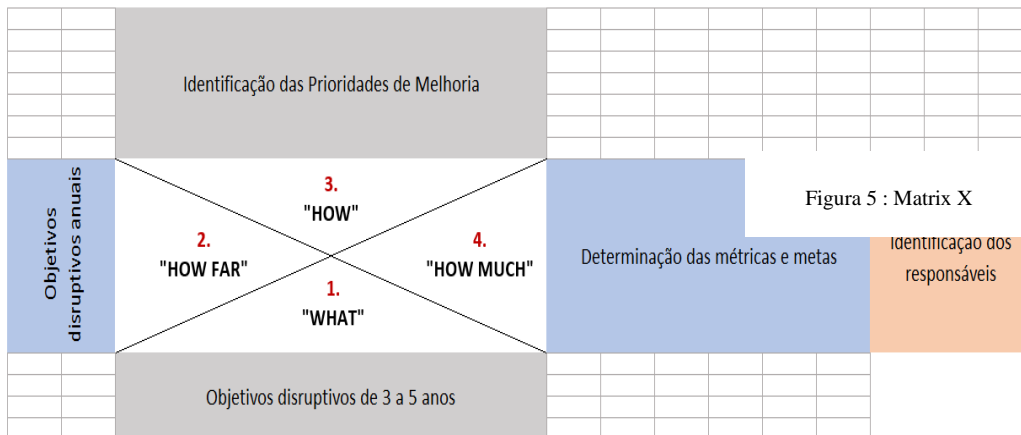 Identificação das Prioridades de Melhoria
Objetivos
disruptivos anuais
3.
"HOW"
2.
"HOW FAR"
4.
"HOW MUCH"
1.
"WHAT"
Determinação das métricas e metas
Figura 5 : Matrix X
Identificação dos
responsáveis
Objetivos disruptivos de 3 a 5 anos